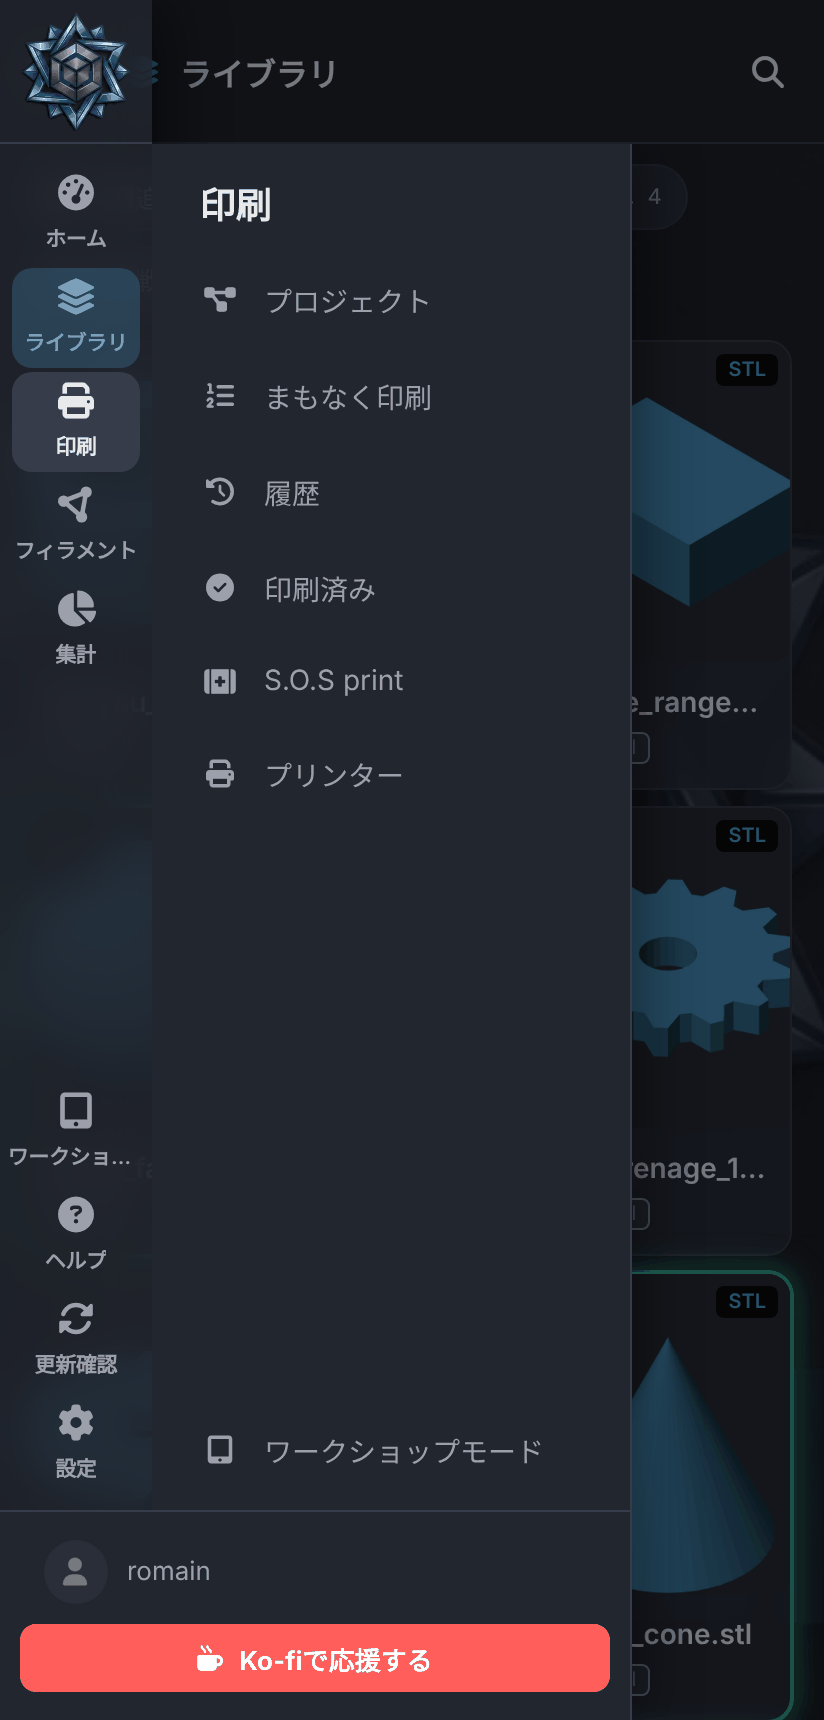 ライブラリ
ホーム
ライブラリ
印刷
フィラメント
集計
ワークショ...
ヘルプ
更新確認
設定
印刷
プロジェクト
まもなく印刷
履歴
印刷済み
S.O.S print
プリンター
ワークショップモード
romain
Ko-fiで応援する
4
STL
e_range...
STL
renage_1...
STL
_cone.stl